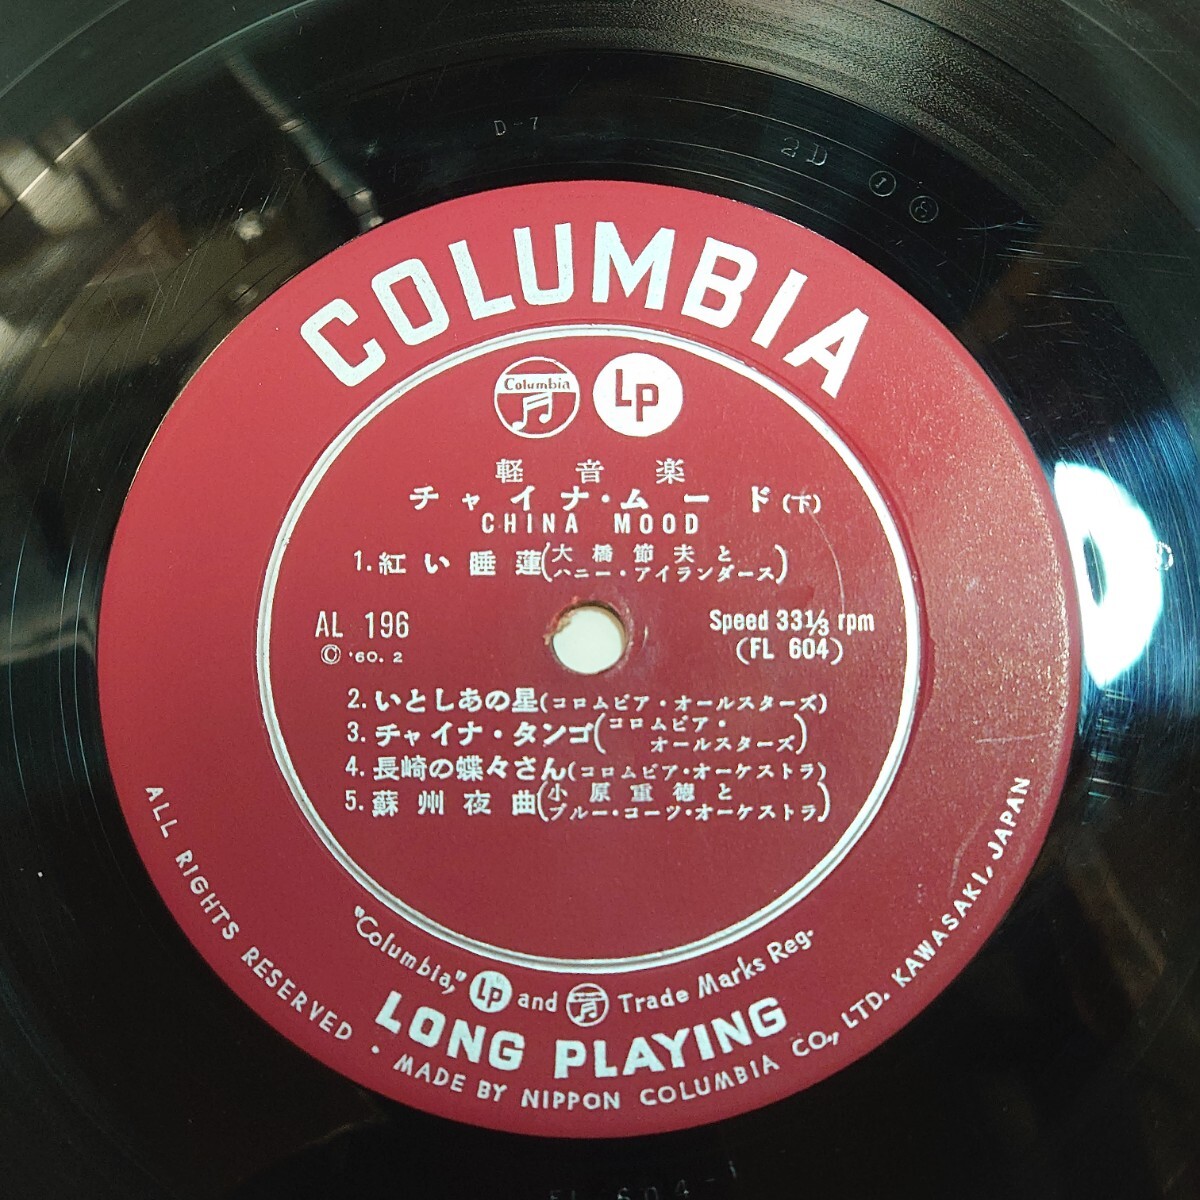 D-7
2D ① ③
COLUMBIA
Columbia
LP
軽音楽
チャイナ・ムード(下)
CHINA MOOD
1. 紅い睡蓮(大橋節夫と
ハニー・アイランダース)
AL 196
© '60. 2
Speed 33 1/3 rpm
(FL 604)
2. いとしあの星(コロムビア・オールスターズ)
3. チャイナ・タンゴ(コロムビア・
オールスターズ)
4. 長崎の蝶々さん(コロムビア・オーケストラ)
5. 蘇州夜曲(小原重徳と
ブルー・コーツ・オーケストラ)
"Columbia," LP and Trade Marks Reg.
LONG PLAYING
ALL RIGHTS RESERVED • MADE BY NIPPON COLUMBIA CO., LTD. KAWASAKI, JAPAN
FL 604-1